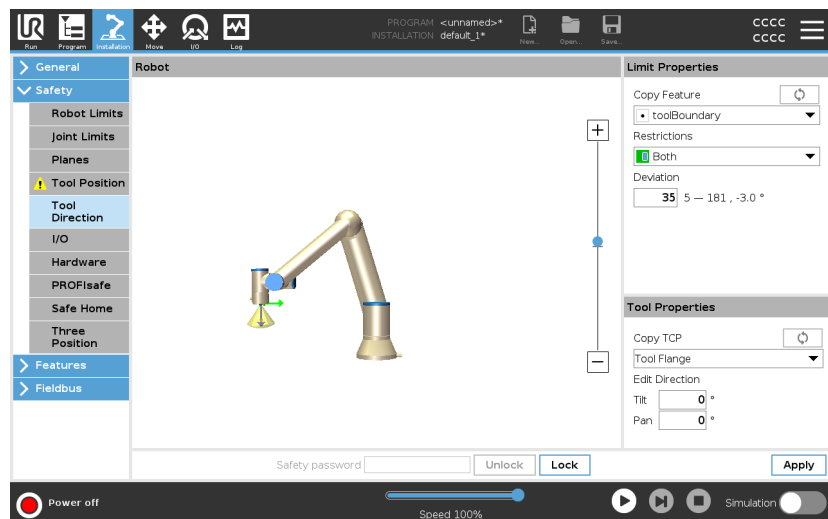 UR
PROGRAM <unnamed>*
INSTALLATION default_1*
CCCC
CCCC
Run
Program
Installation
Move
I/O
Log
New...
Open...
Save...
General
Safety
Robot Limits
Joint Limits
Planes
Tool Position
Tool
Direction
I/O
Hardware
PROFIsafe
Safe Home
Three
Position
Features
Fieldbus
Robot
Limit Properties
Copy Feature
toolBoundary
Restrictions
Both
Deviation
35 5 — 181 , -3.0 °
Tool Properties
Copy TCP
Tool Flange
Edit Direction
Tilt 0 °
Pan 0 °
Safety password Unlock Lock
Apply
Power off
Speed 100%
Simulation